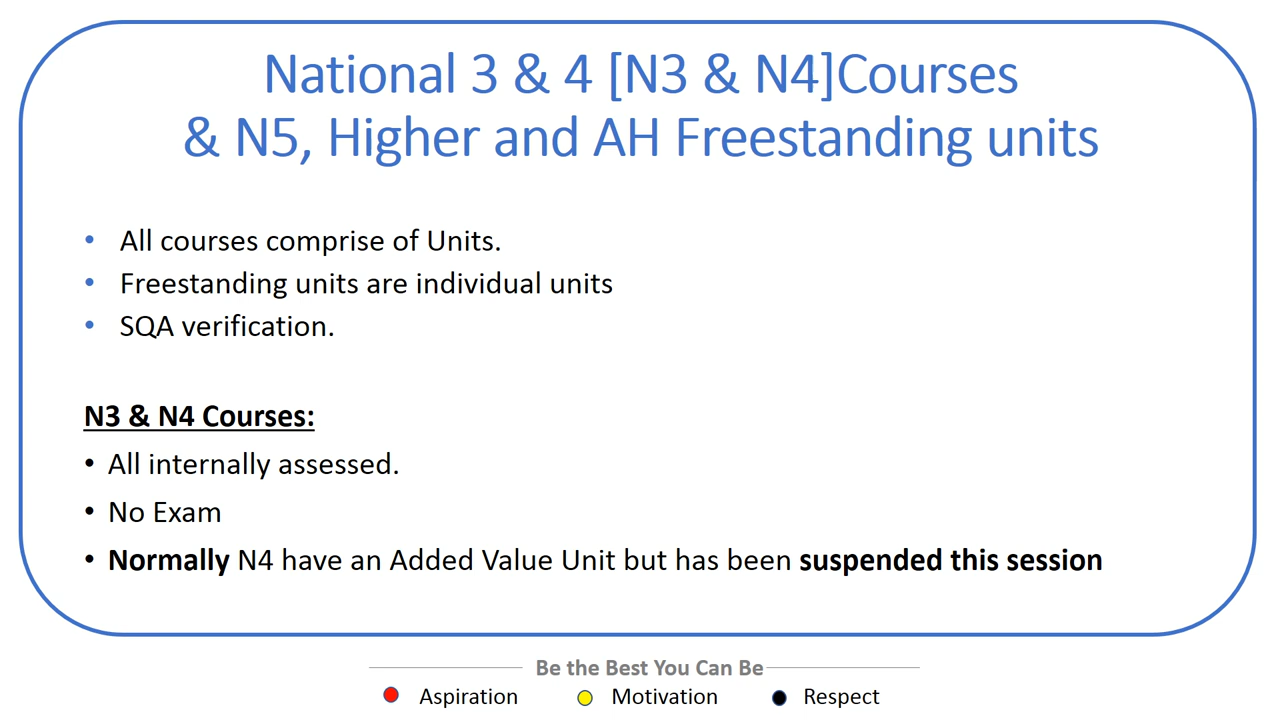 National 3 & 4 [N3 & N4]Courses
& N5, Higher and AH Freestanding units
• All courses comprise of Units.
• Freestanding units are individual units
• SQA verification.
N3 & N4 Courses:
• All internally assessed.
• No Exam
• Normally N4 have an Added Value Unit but has been suspended this session
Be the Best You Can Be
Aspiration Motivation Respect